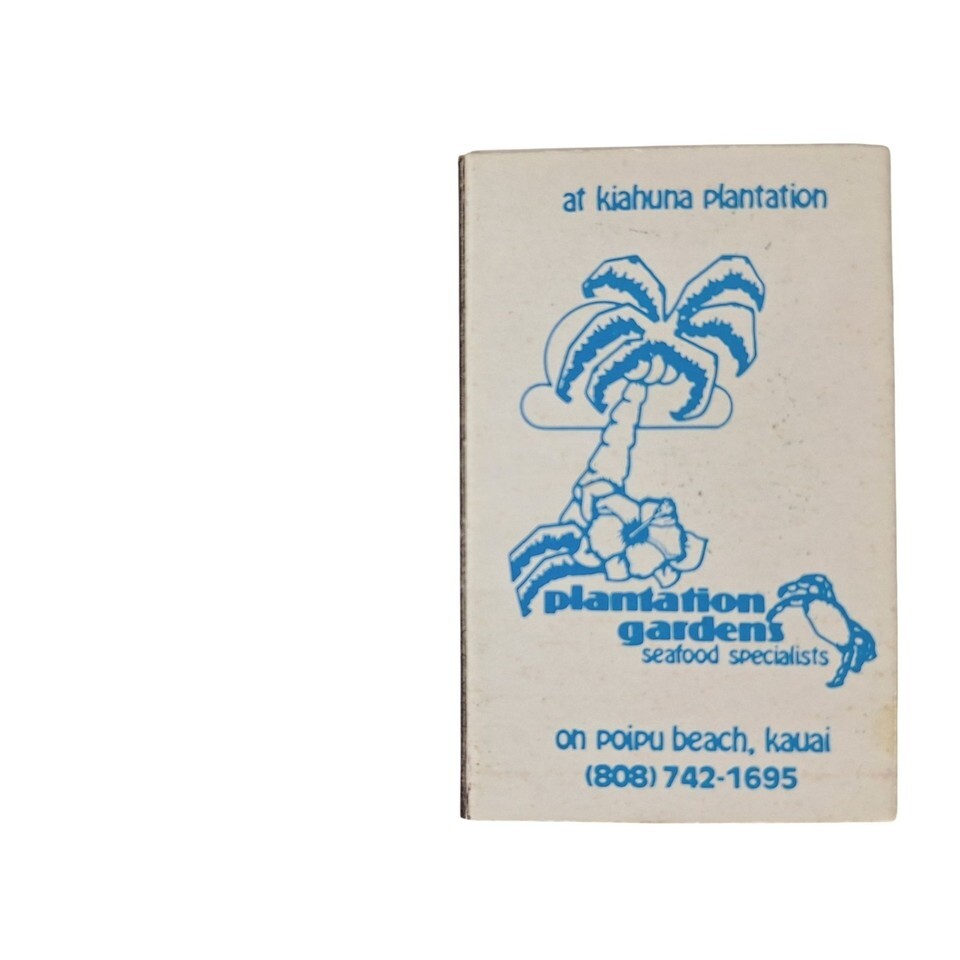 at kiahuna plantation
plantation
gardens
seafood specialists
on poipu beach, kauai
(808) 742-1695